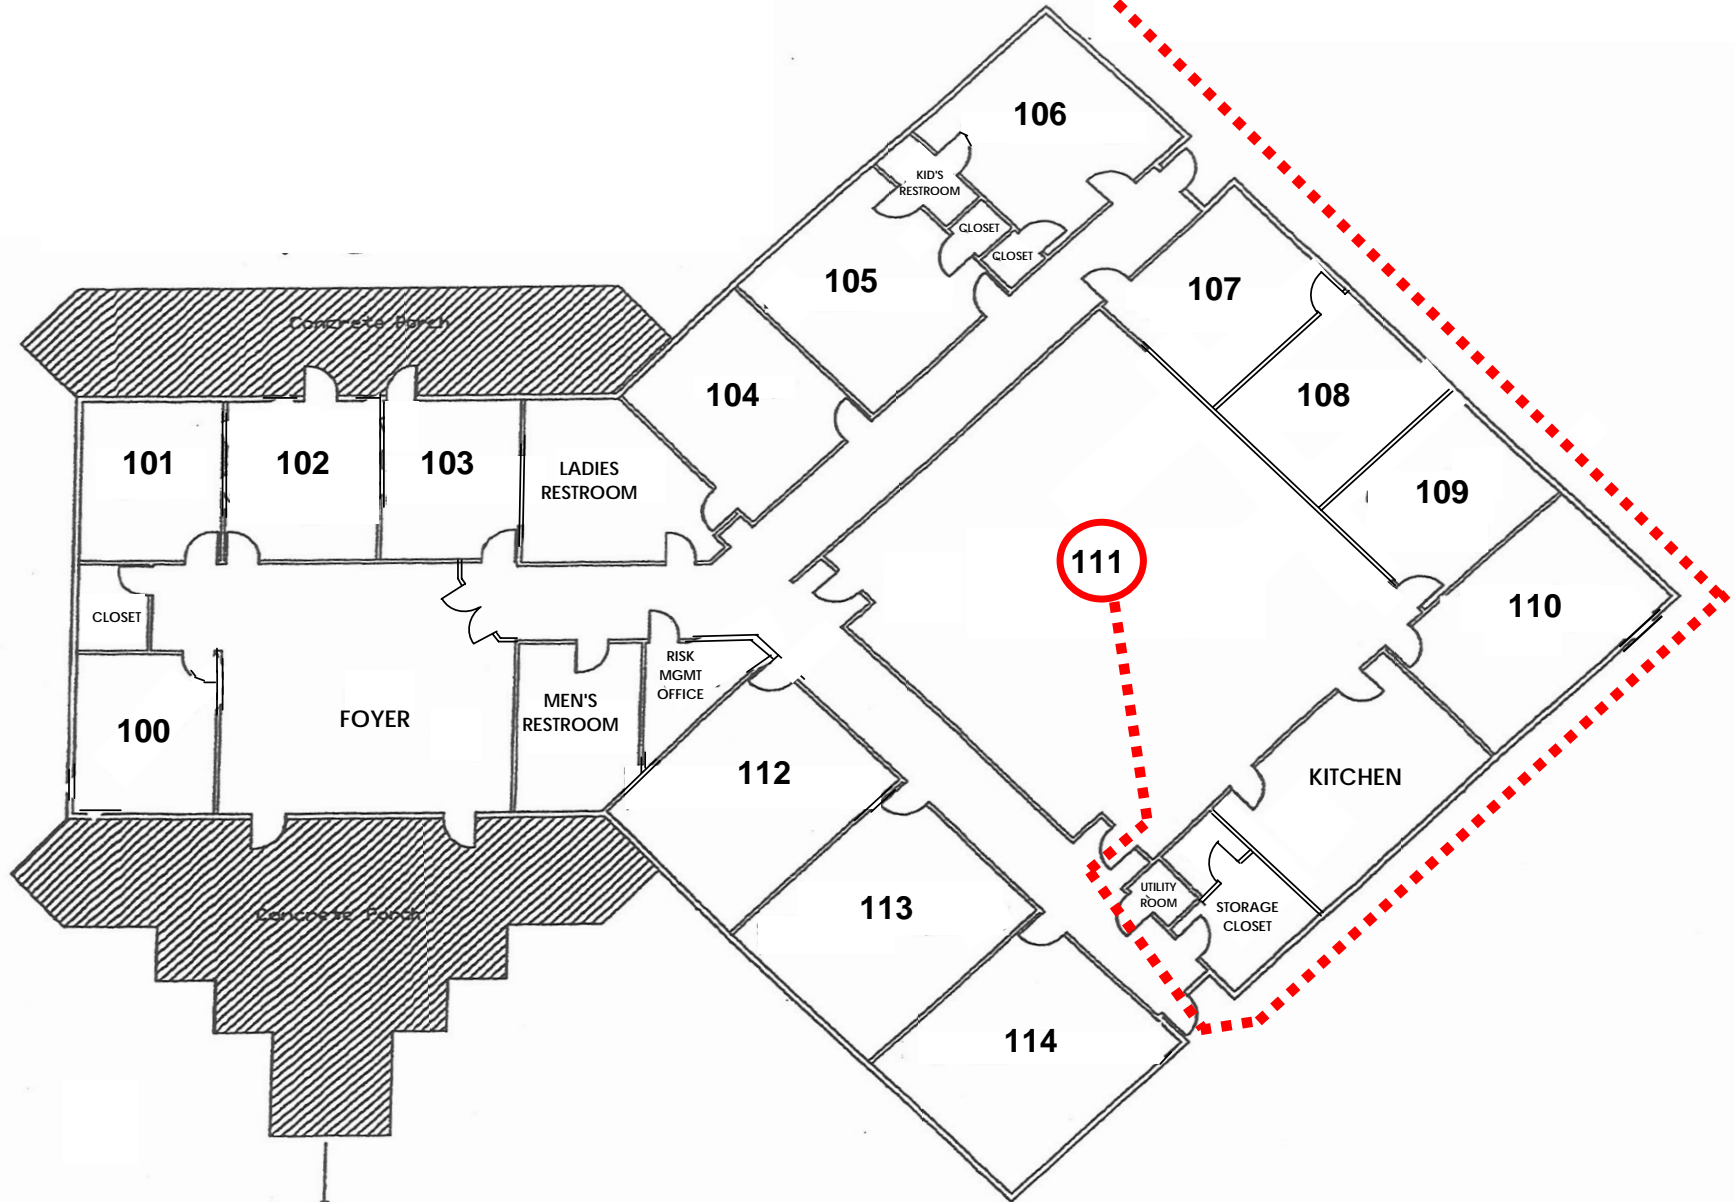 106
KID'S
RESTROOM
CLOSET
CLOSET
105
107
Concrete Porch
104
108
101
102
103
LADIES
RESTROOM
109
111
110
CLOSET
RISK
MGMT
OFFICE
100
FOYER
MEN'S
RESTROOM
112
KITCHEN
113
UTILITY
ROOM
STORAGE
CLOSET
Concrete Porch
114